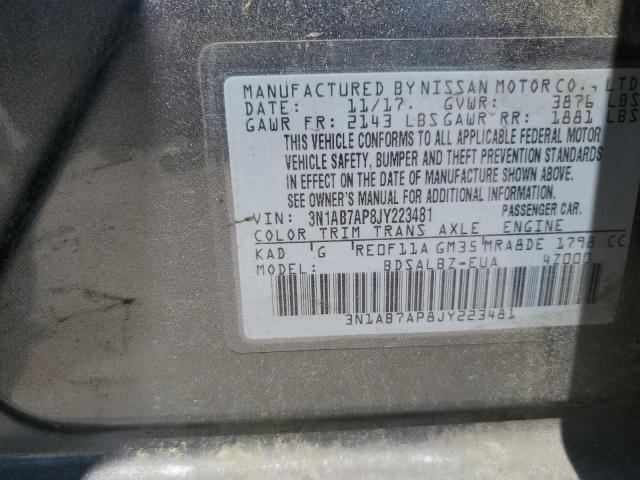 MANUFACTURED BY NISSAN MOTOR CO., LTD
DATE: 11/17. GVWR: 3876 LBS
GAWR FR: 2143 LBS GAWR RR: 1881 LBS
THIS VEHICLE CONFORMS TO ALL APPLICABLE FEDERAL MOTOR
VEHICLE SAFETY, BUMPER AND THEFT PREVENTION STANDARDS
IN EFFECT ON THE DATE OF MANUFACTURE SHOWN ABOVE.
SEE OWNER'S MANUAL FOR ADDITIONAL INFORMATION.
VIN: 3N1AB7AP8JY223481 PASSENGER CAR.
COLOR TRIM TRANS AXLE ENGINE
KAD G RE0F11A GM35 MRA8DE 1798 CC
MODEL: BDSALBZ-EUA 4Z000
3N1AB7AP8JY223481